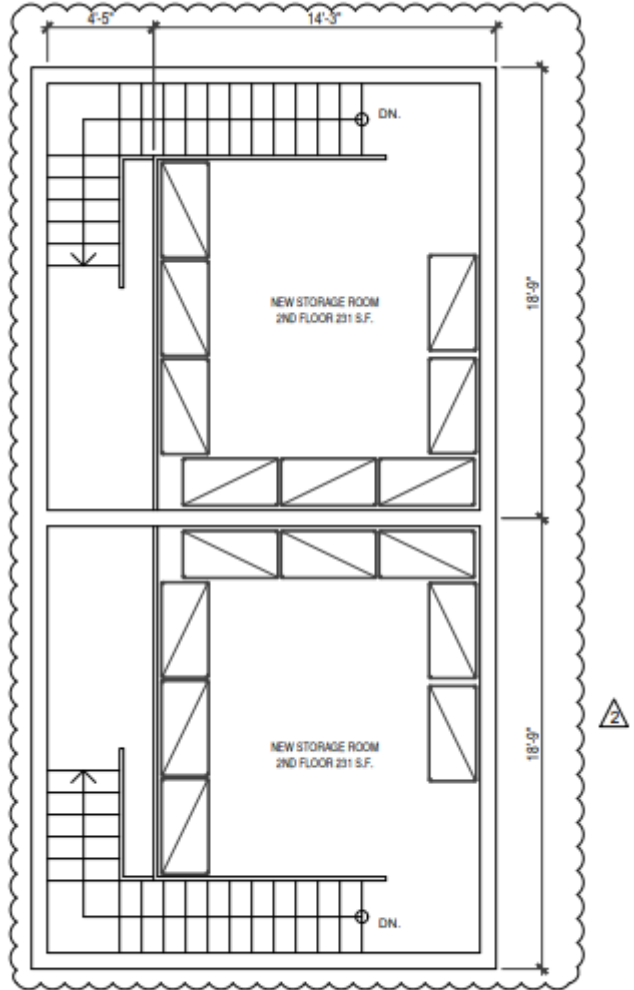 4'-5"
14'-3"
DN.
18'-9"
NEW STORAGE ROOM
2ND FLOOR 231 S.F.
2
18'-9"
NEW STORAGE ROOM
2ND FLOOR 231 S.F.
DN.